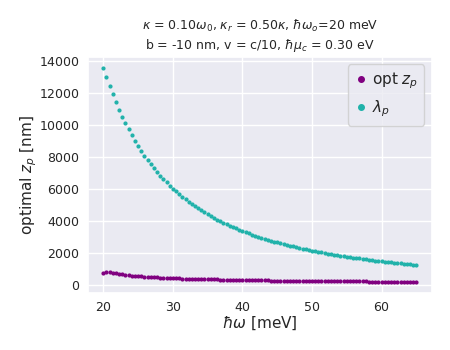 κ = 0.10ω₀, κᵣ = 0.50κ, ħωₒ=20 meV
b = -10 nm, v = c/10, ħμ_c = 0.30 eV
14000
12000
10000
8000
6000
4000
2000
0
optimal z_p [nm]
opt z_p
λ_p
20
30
40
50
60
ħω [meV]